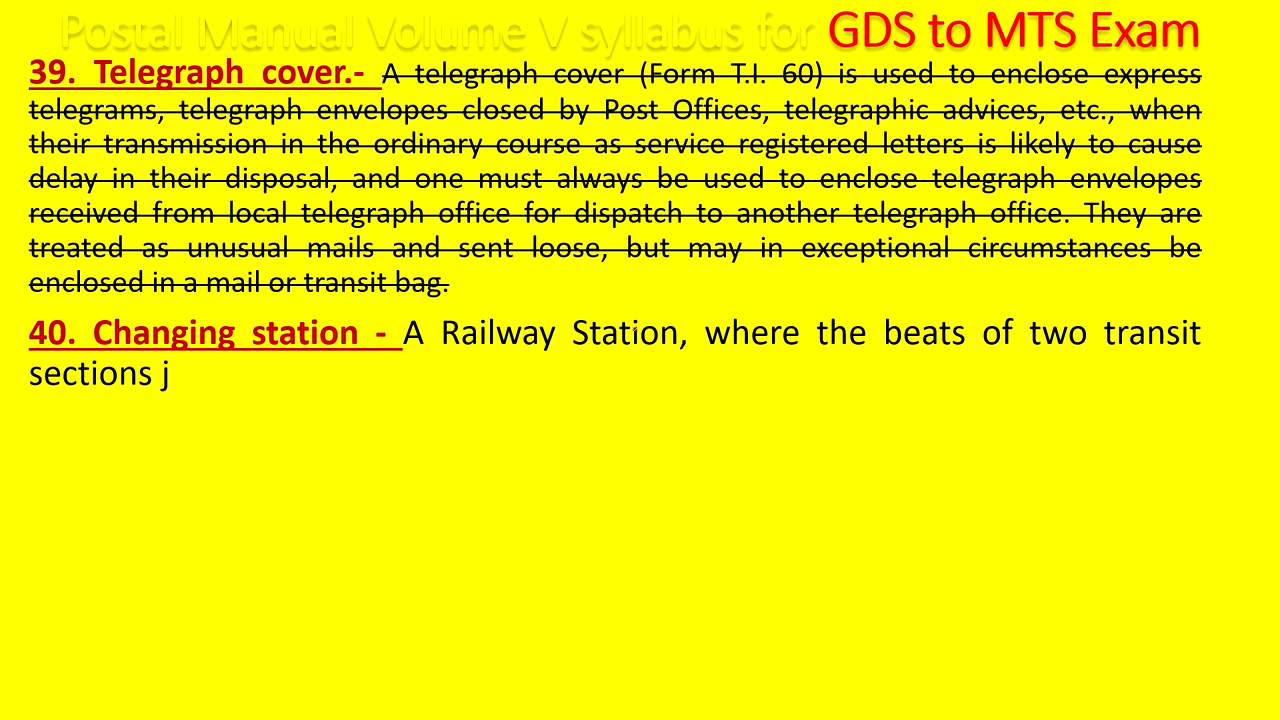 Postal Manual Volume V syllabus for GDS to MTS Exam
39. Telegraph cover.- A telegraph cover (Form T.I. 60) is used to enclose express
telegrams, telegraph envelopes closed by Post Offices, telegraphic advices, etc., when
their transmission in the ordinary course as service registered letters is likely to cause
delay in their disposal, and one must always be used to enclose telegraph envelopes
received from local telegraph office for dispatch to another telegraph office. They are
treated as unusual mails and sent loose, but may in exceptional circumstances be
enclosed in a mail or transit bag.
40. Changing station - A Railway Station, where the beats of two transit
sections j